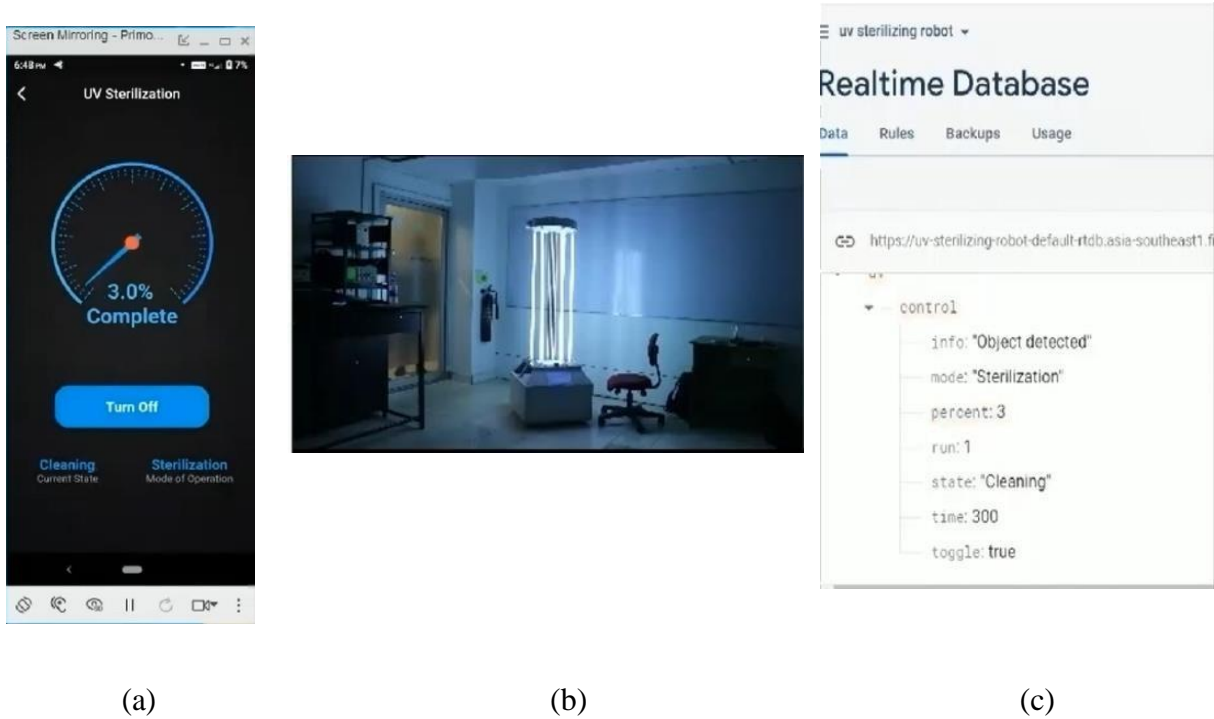 Screen Mirroring - Primo...
6:48 PM
7%
UV Sterilization
3.0%
Complete
Turn Off
Cleaning
Current State
Sterilization
Mode of Operation
uv sterilizing robot
Realtime Database
Data Rules Backups Usage
https://uv-sterilizing-robot-default-rtdb.asia-southeast1.fi
uv
control
info: "Object detected"
mode: "Sterilization"
percent: 3
run: 1
state: "Cleaning"
time: 300
toggle: true
(a) (b) (c)